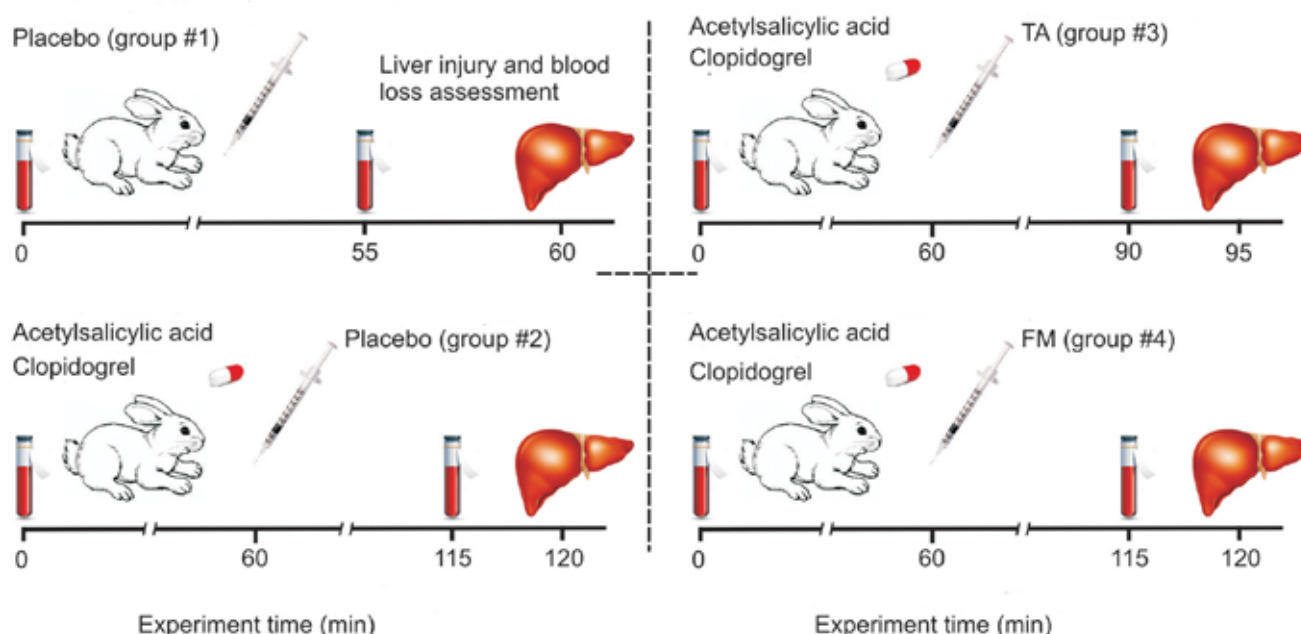 Placebo (group #1)
Liver injury and blood
loss assessment
0
55
60
Acetylsalicylic acid
Clopidogrel
TA (group #3)
0
60
90
95
Acetylsalicylic acid
Clopidogrel
Placebo (group #2)
0
60
115
120
Experiment time (min)
Acetylsalicylic acid
Clopidogrel
FM (group #4)
0
60
115
120
Experiment time (min)